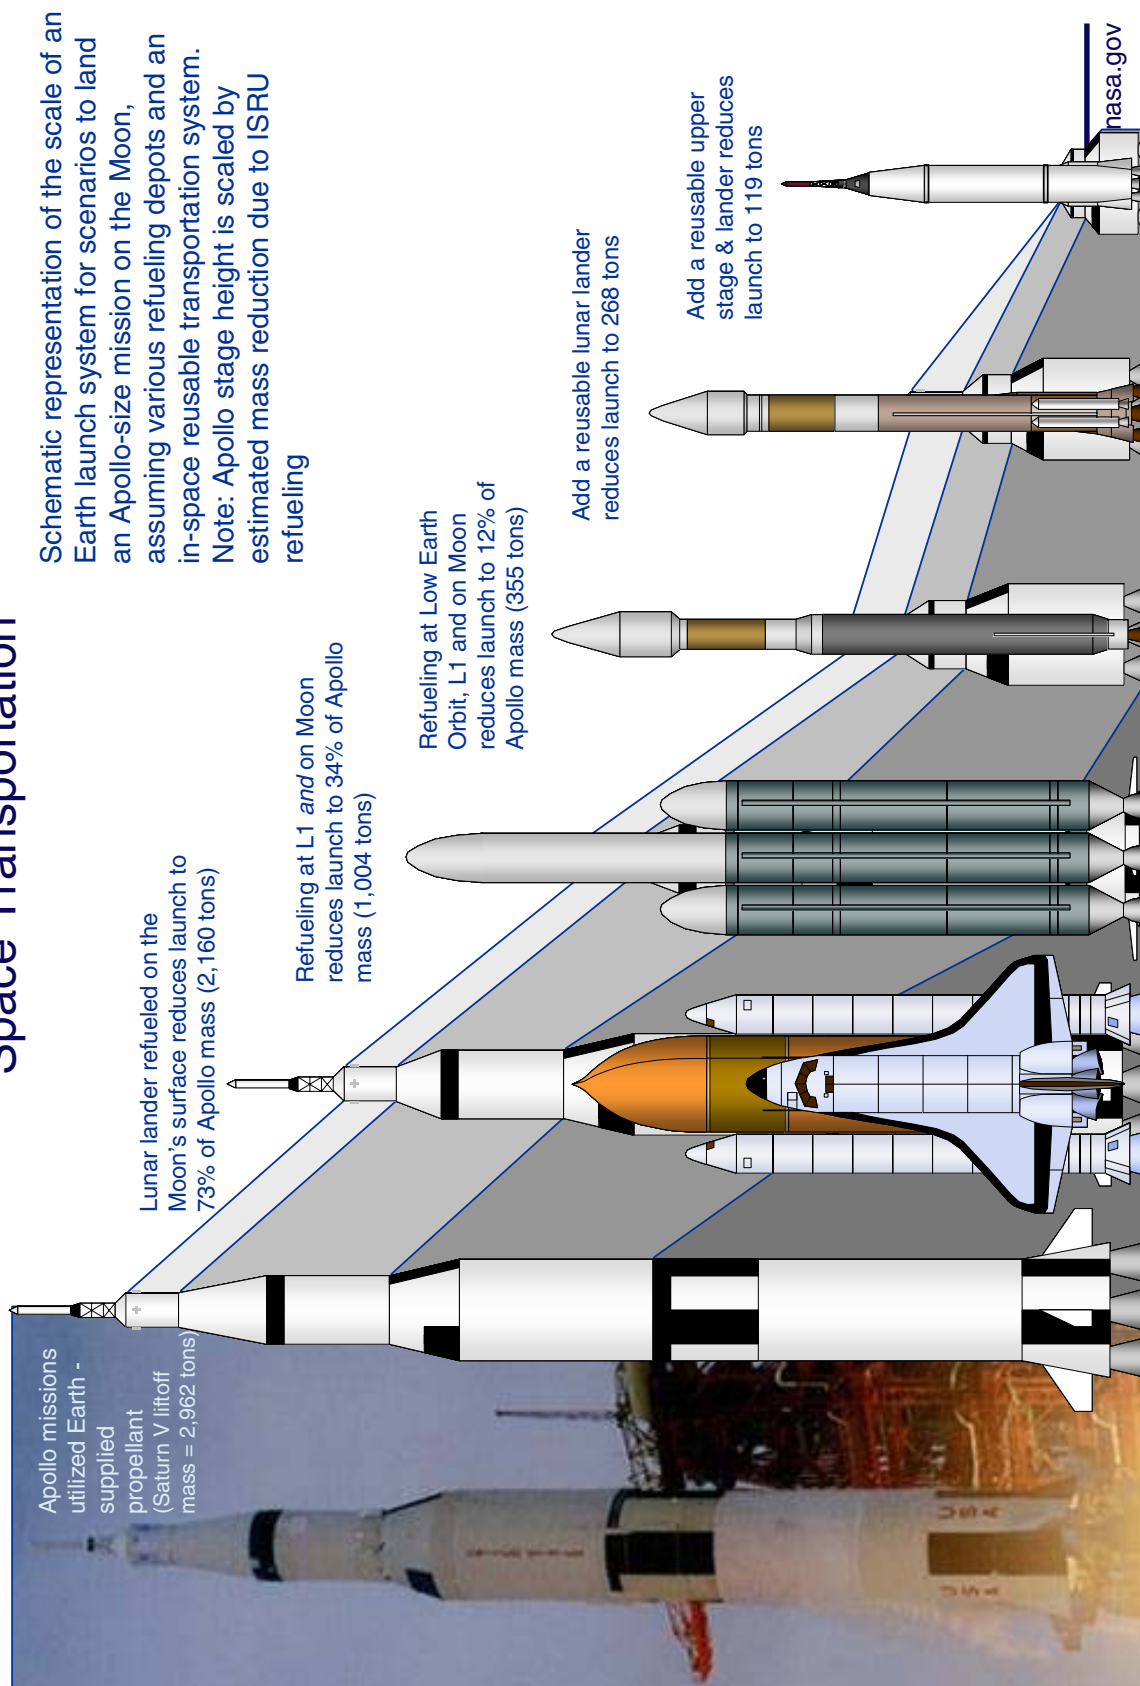 Space Transportation
Schematic representation of the scale of an
Earth launch system for scenarios to land
an Apollo-size mission on the Moon,
assuming various refueling depots and an
in-space reusable transportation system.
Note: Apollo stage height is scaled by
estimated mass reduction due to ISRU
refueling
Apollo missions
utilized Earth -
supplied
propellant
(Saturn V liftoff
mass = 2,962 tons)
Lunar lander refueled on the
Moon's surface reduces launch to
73% of Apollo mass (2,160 tons)
Refueling at L1 and on Moon
reduces launch to 34% of Apollo
mass (1,004 tons)
Refueling at Low Earth
Orbit, L1 and on Moon
reduces launch to 12% of
Apollo mass (355 tons)
Add a reusable lunar lander
reduces launch to 268 tons
Add a reusable upper
stage & lander reduces
launch to 119 tons
nasa.gov